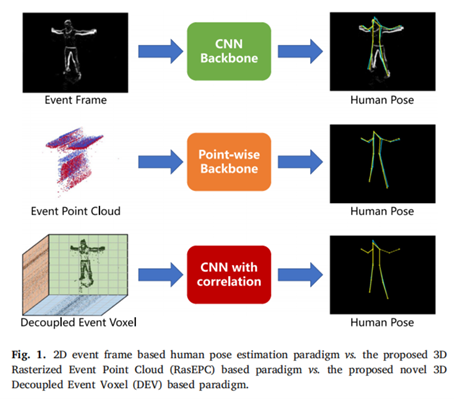 CNN
Backbone
Event Frame
Human Pose
Point-wise
Backbone
Event Point Cloud
Human Pose
CNN with
correlation
Decoupled Event Voxel
Human Pose
Fig. 1. 2D event frame based human pose estimation paradigm vs. the proposed 3D
Rasterized Event Point Cloud (RasEPC) based paradigm vs. the proposed novel 3D
Decoupled Event Voxel (DEV) based paradigm.